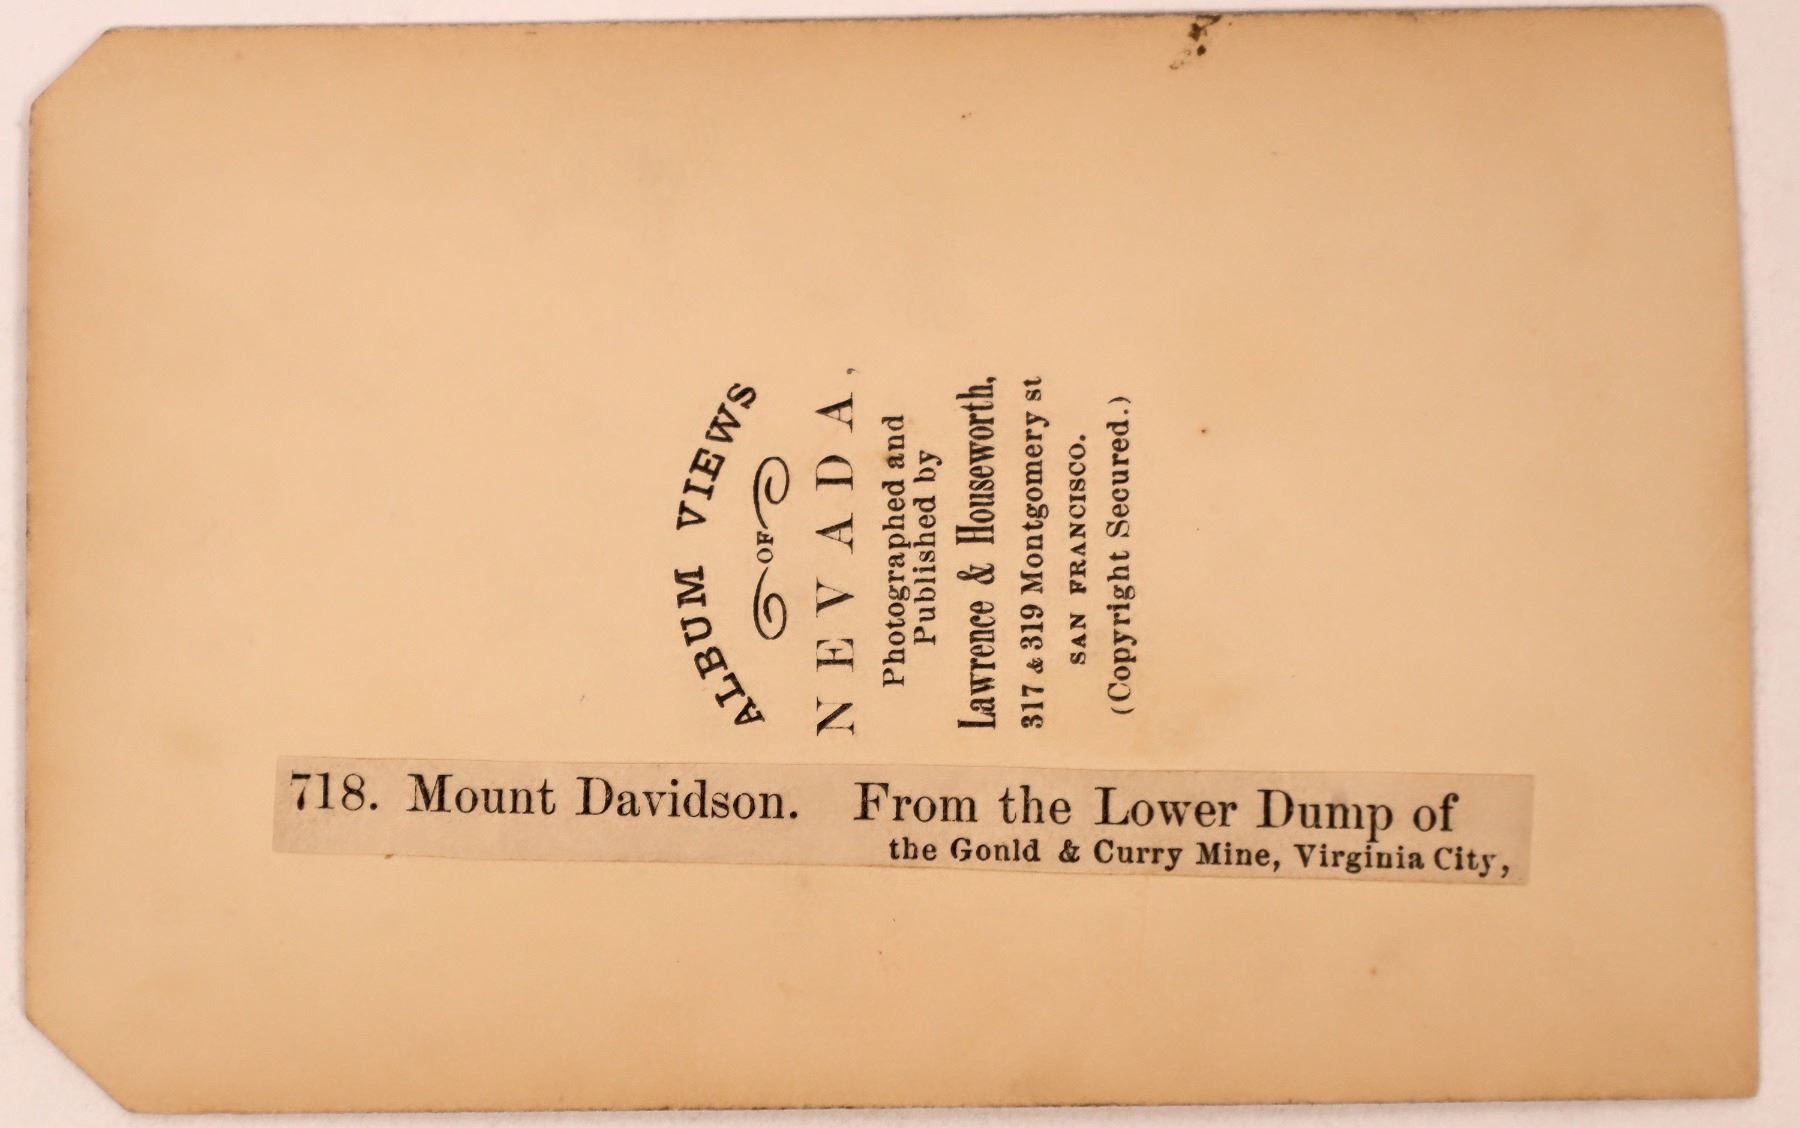 ALBUM VIEWS
OF
NEVADA,
Photographed and
Published by
Lawrence & Houseworth,
317 & 319 Montgomery st
SAN FRANCISCO.
(Copyright Secured.)
718. Mount Davidson. From the Lower Dump of
the Gonld & Curry Mine, Virginia City,